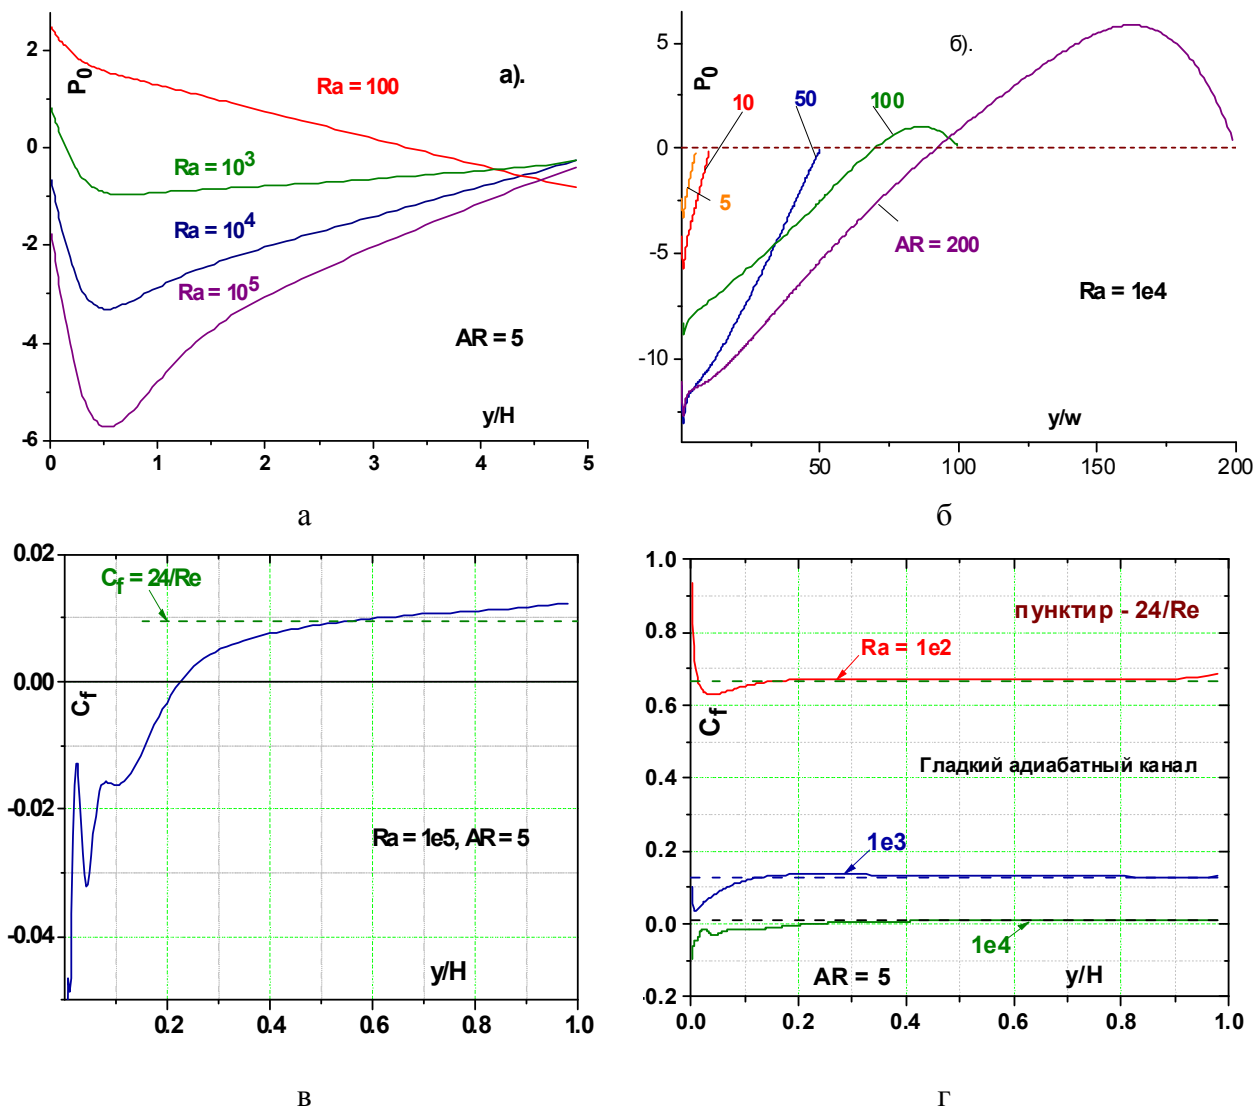 2
0
-2
-4
-6
P0
а).
Ra = 100
Ra = 10^3
Ra = 10^4
Ra = 10^5
AR = 5
y/H
0 1 2 3 4 5
а
5
0
-5
-10
P0
б).
10
50
100
5
AR = 200
Ra = 1e4
y/w
50 100 150 200
б
0.02
0.00
-0.02
-0.04
Cf = 24/Re
Cf
Ra = 1e5, AR = 5
y/H
0.2 0.4 0.6 0.8 1.0
в
1.0
0.8
0.6
0.4
0.2
0.0
.0.2
пунктир - 24/Re
Ra = 1e2
Cf
Гладкий адиабатный канал
1e3
1e4
AR = 5
y/H
0.0 0.2 0.4 0.6 0.8 1.0
г